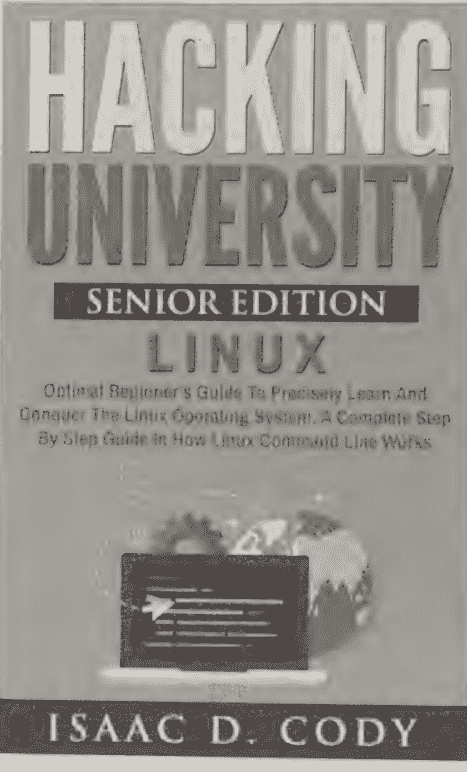 HACKING
UNIVERSITY
SENIOR EDITION
LINUX
Optimal Beginner's Guide To Precisely Learn And
Conquer The Linux Operating System. A Complete Step
By Step Guide In How Linux Command Line Works
ISAAC D. CODY